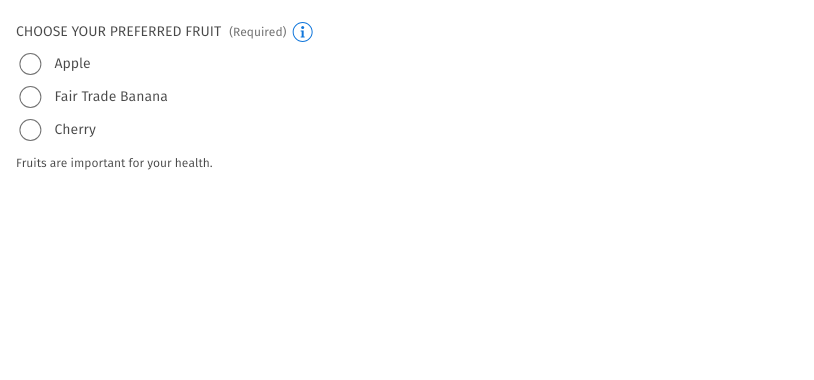 CHOOSE YOUR PREFERRED FRUIT (Required) i
Apple
Fair Trade Banana
Cherry
Fruits are important for your health.